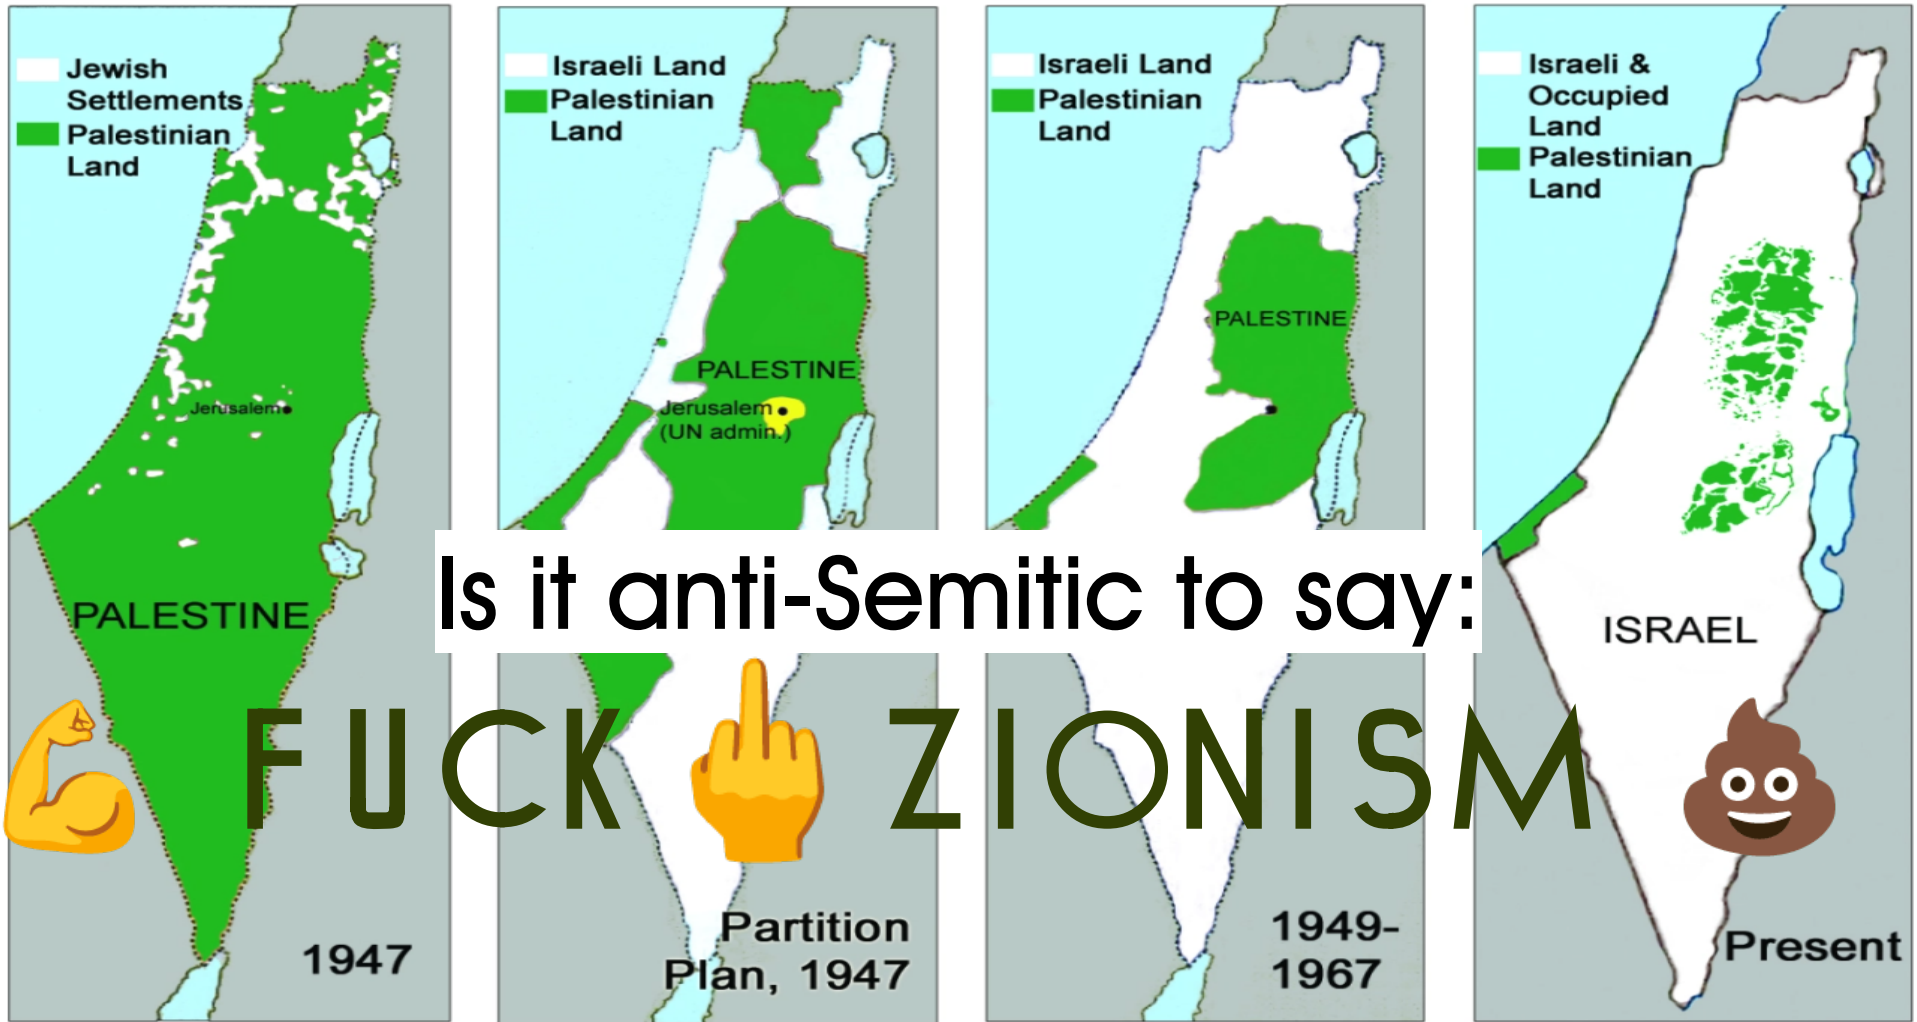 Jewish
Settlements
Palestinian
Land
Jerusalem
PALESTINE
1947
Israeli Land
Palestinian
Land
PALESTINE
Jerusalem
(UN admin.)
Partition
Plan, 1947
Israeli Land
Palestinian
Land
PALESTINE
1949-
1967
Israeli &
Occupied
Land
Palestinian
Land
ISRAEL
Present
Is it anti-Semitic to say:
FUCK 🖕 ZIONISM